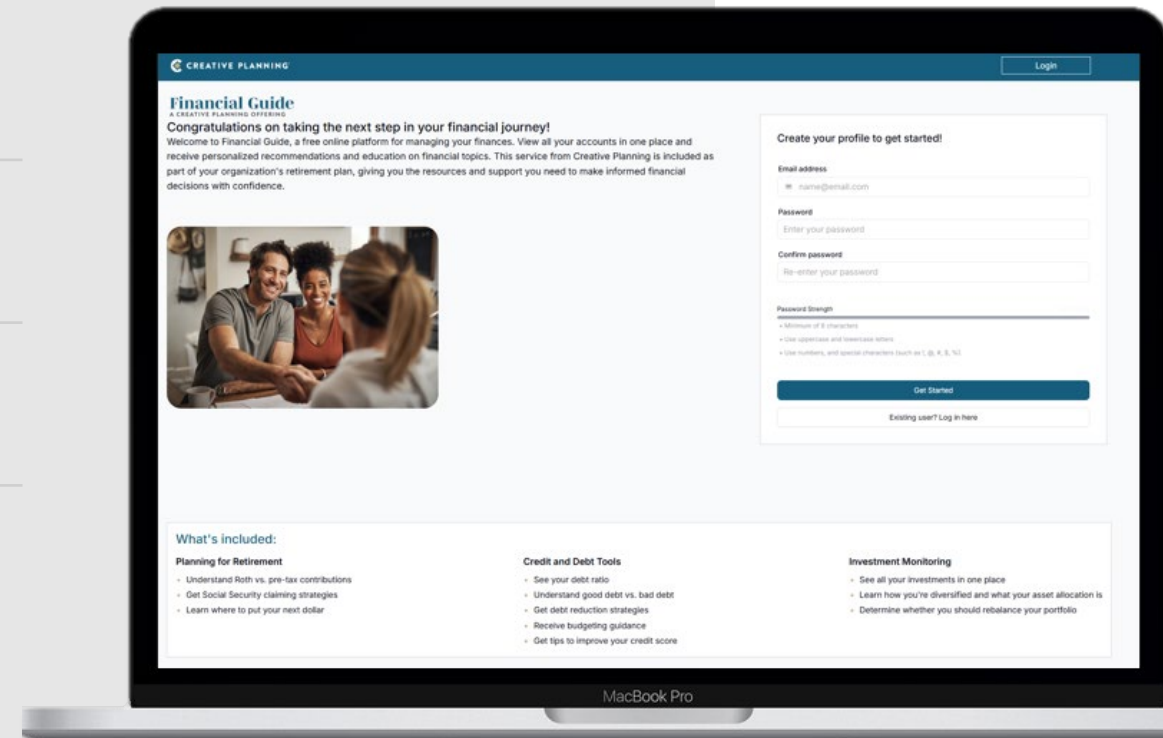 CREATIVE PLANNING
Login
Financial Guide
A CREATIVE PLANNING OFFERING
Congratulations on taking the next step in your financial journey!
Welcome to Financial Guide, a free online platform for managing your finances. View all your accounts in one place and
receive personalized recommendations and education on financial topics. This service from Creative Planning is included as
part of your organization's retirement plan, giving you the resources and support you need to make informed financial
decisions with confidence.
Create your profile to get started!
Email address
name@email.com
Password
Enter your password
Confirm password
Re-enter your password
Password Strength
• Minimum of 8 characters
• Use uppercase and lowercase letters
• Use numbers, and special characters (such as !, @, #, $, %)
Get Started
Existing user? Log in here
What's included:
Planning for Retirement
• Understand Roth vs. pre-tax contributions
• Get Social Security claiming strategies
• Learn where to put your next dollar
Credit and Debt Tools
• See your debt ratio
• Understand good debt vs. bad debt
• Get debt reduction strategies
• Receive budgeting guidance
• Get tips to improve your credit score
Investment Monitoring
• See all your investments in one place
• Learn how you're diversified and what your asset allocation is
• Determine whether you should rebalance your portfolio
MacBook Pro